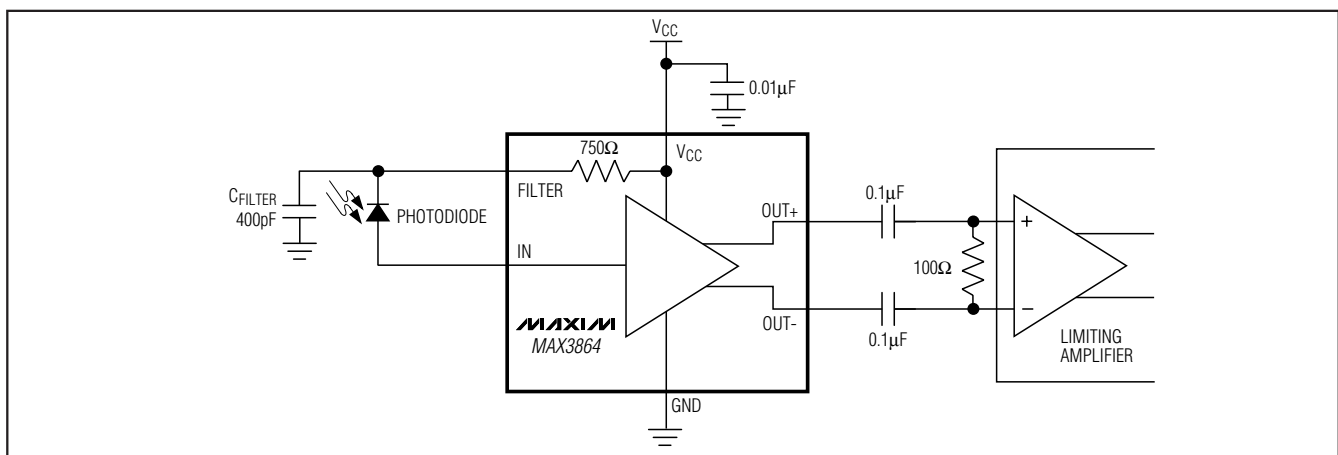 VCC
0.01µF
750Ω
VCC
FILTER
CFILTER
400pF
PHOTODIODE
IN
OUT+
OUT-
0.1µF
0.1µF
100Ω
+
−
LIMITING
AMPLIFIER
MAXIM
MAX3864
GND